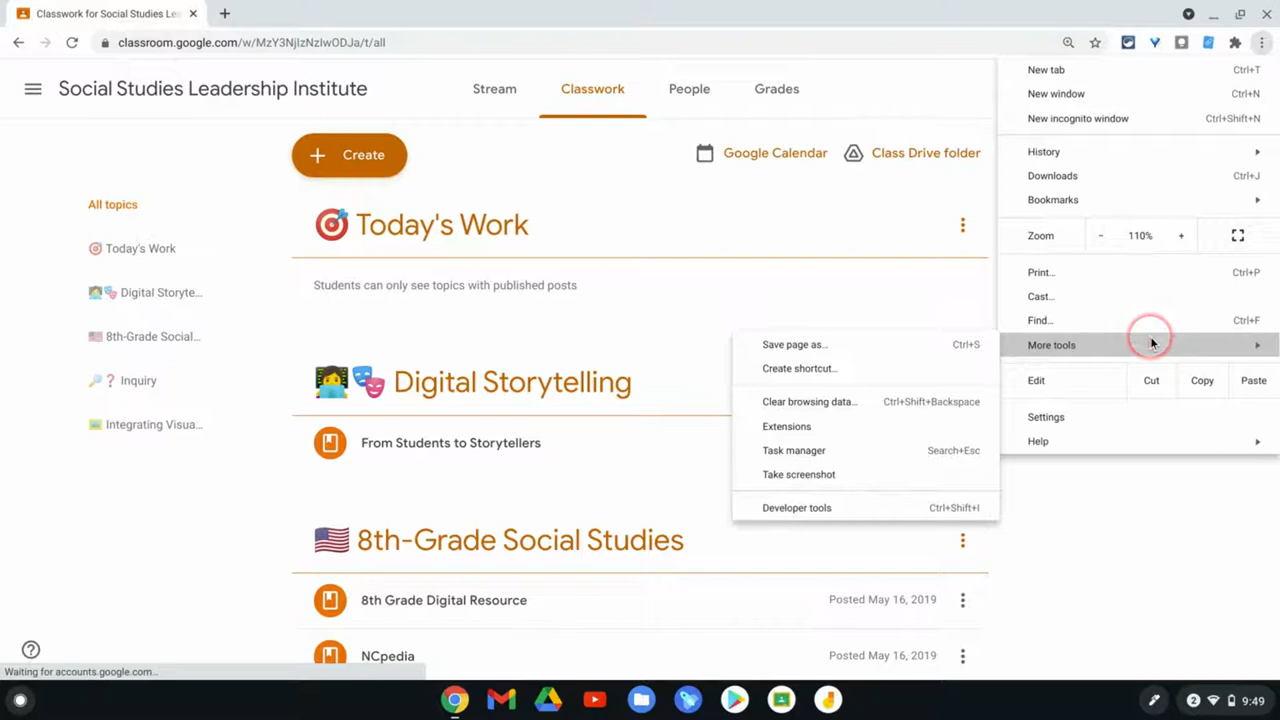 Classwork for Social Studies Lea
classroom.google.com/w/MzY3NjIzNzIwODJa/t/all
Social Studies Leadership Institute
Stream
Classwork
People
Grades
Create
Google Calendar
Class Drive folder
All topics
Today's Work
Digital Storyte...
8th-Grade Social...
Inquiry
Integrating Visua...
Today's Work
Students can only see topics with published posts
Digital Storytelling
From Students to Storytellers
8th-Grade Social Studies
8th Grade Digital Resource
Posted May 16, 2019
NCpedia
Posted May 16, 2019
New tab Ctrl+T
New window Ctrl+N
New incognito window Ctrl+Shift+N
History
Downloads Ctrl+J
Bookmarks
Zoom - 110% +
Print... Ctrl+P
Cast...
Find... Ctrl+F
More tools
Edit Cut Copy Paste
Settings
Help
Save page as... Ctrl+S
Create shortcut...
Clear browsing data... Ctrl+Shift+Backspace
Extensions
Task manager Search+Esc
Take screenshot
Developer tools Ctrl+Shift+I
Waiting for accounts.google.com...
2 9:49